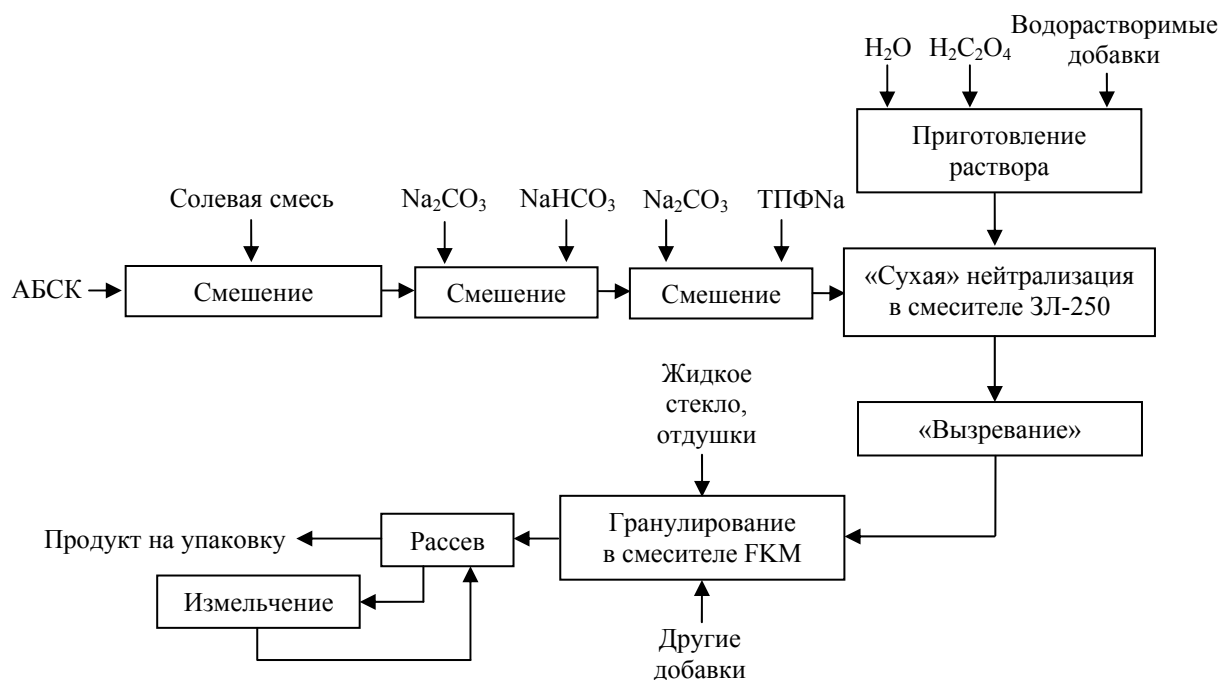 H₂O
H₂C₂O₄
Водорастворимые
добавки
Приготовление
раствора
Солевая смесь
Na₂CO₃
NaHCO₃
Na₂CO₃
ТПФNa
АБСК
Смешение
Смешение
Смешение
«Сухая» нейтрализация
в смесителе ЗЛ-250
Жидкое
стекло,
отдушки
«Вызревание»
Продукт на упаковку
Рассев
Гранулирование
в смесителе FKM
Измельчение
Другие
добавки